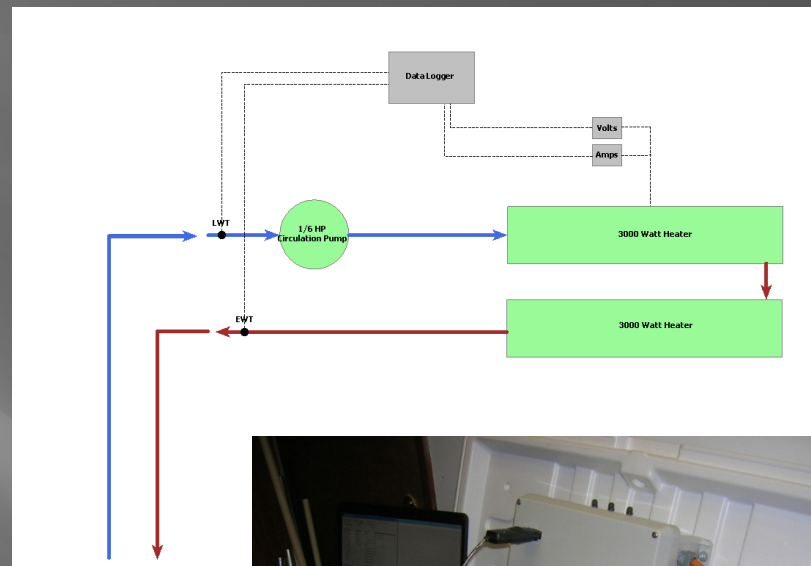 Data Logger
Volts
Amps
LWT
1/6 HP
Circulation Pump
3000 Watt Heater
EWT
3000 Watt Heater